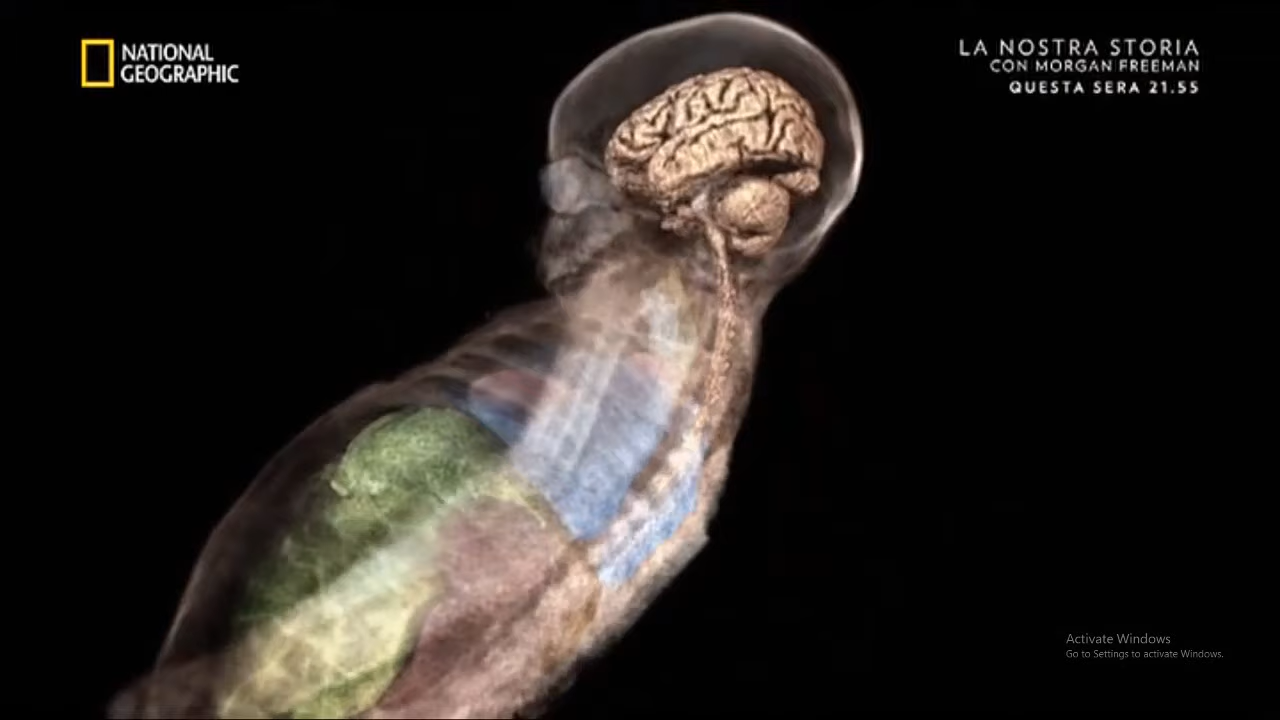 NATIONAL
GEOGRAPHIC
LA NOSTRA STORIA
CON MORGAN FREEMAN
QUESTA SERA 21.55
Activate Windows
Go to Settings to activate Windows.